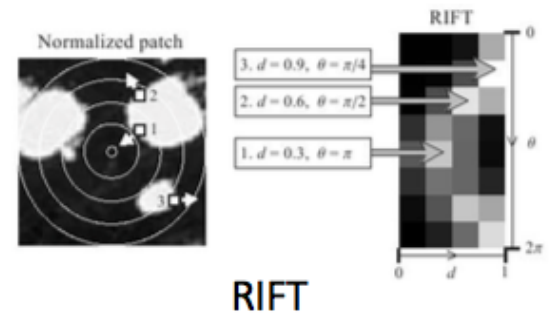 RIFT
Normalized patch
0
3. d = 0.9, θ = π/4
2
2. d = 0.6, θ = π/2
1
θ
1. d = 0.3, θ = π
3
2π
0
d
1
RIFT